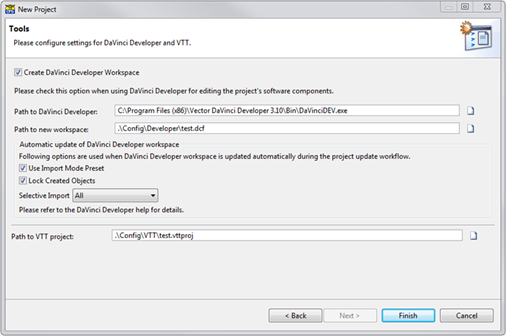 New Project
Tools
Please configure settings for DaVinci Developer and VTT.
Create DaVinci Developer Workspace
Please check this option when using DaVinci Developer for editing the project's software components.
Path to DaVinci Developer: C:\Program Files (x86)\Vector DaVinci Developer 3.10\Bin\DaVinciDEV.exe
Path to new workspace: .\Config\Developer\test.dcf
Automatic update of DaVinci Developer workspace
Following options are used when DaVinci Developer workspace is updated automatically during the project update workflow.
Use Import Mode Preset
Lock Created Objects
Selective Import All
Please refer to the DaVinci Developer help for details.
Path to VTT project: .\Config\VTT\test.vttproj
< Back Next > Finish Cancel